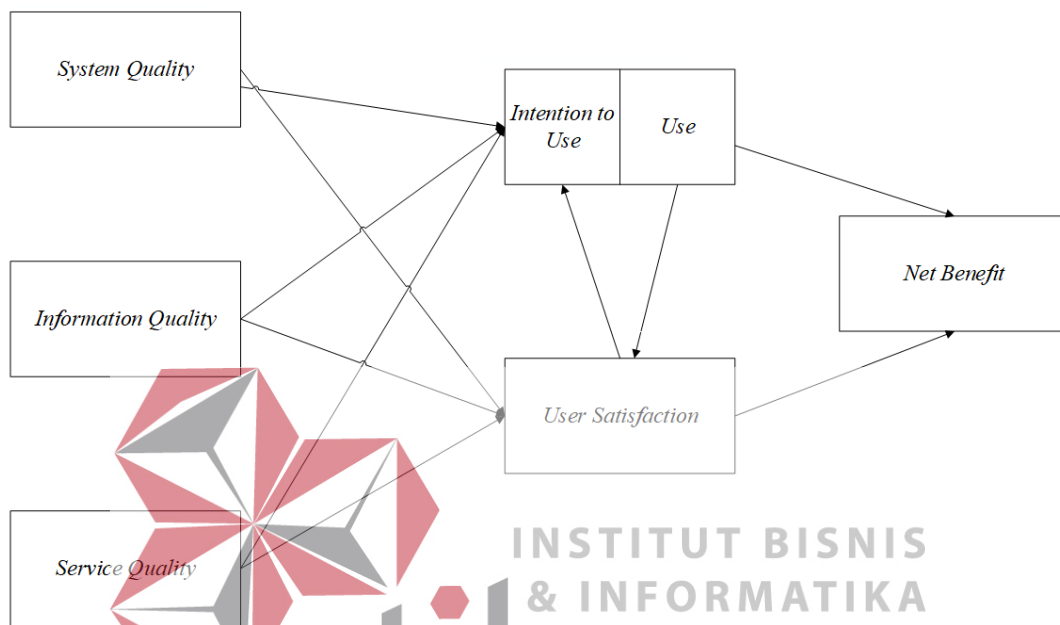 System Quality
Intention to
Use
Use
Net Benefit
Information Quality
User Satisfaction
Service Quality
INSTITUT BISNIS
& INFORMATIKA